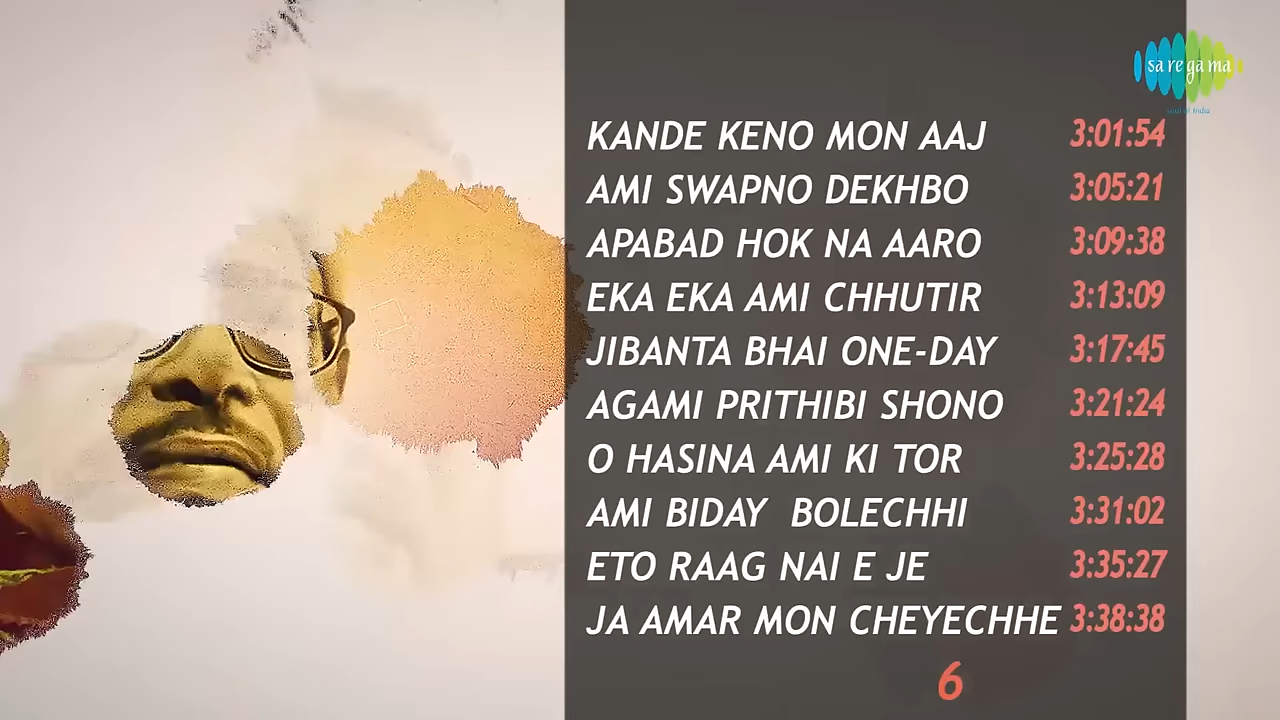 sa re ga ma
soul of India
KANDE KENO MON AAJ 3:01:54
AMI SWAPNO DEKHBO 3:05:21
APABAD HOK NA AARO 3:09:38
EKA EKA AMI CHHUTIR 3:13:09
JIBANTA BHAI ONE-DAY 3:17:45
AGAMI PRITHIBI SHONO 3:21:24
O HASINA AMI KI TOR 3:25:28
AMI BIDAY BOLECHHI 3:31:02
ETO RAAG NAI E JE 3:35:27
JA AMAR MON CHEYECHHE 3:38:38
6